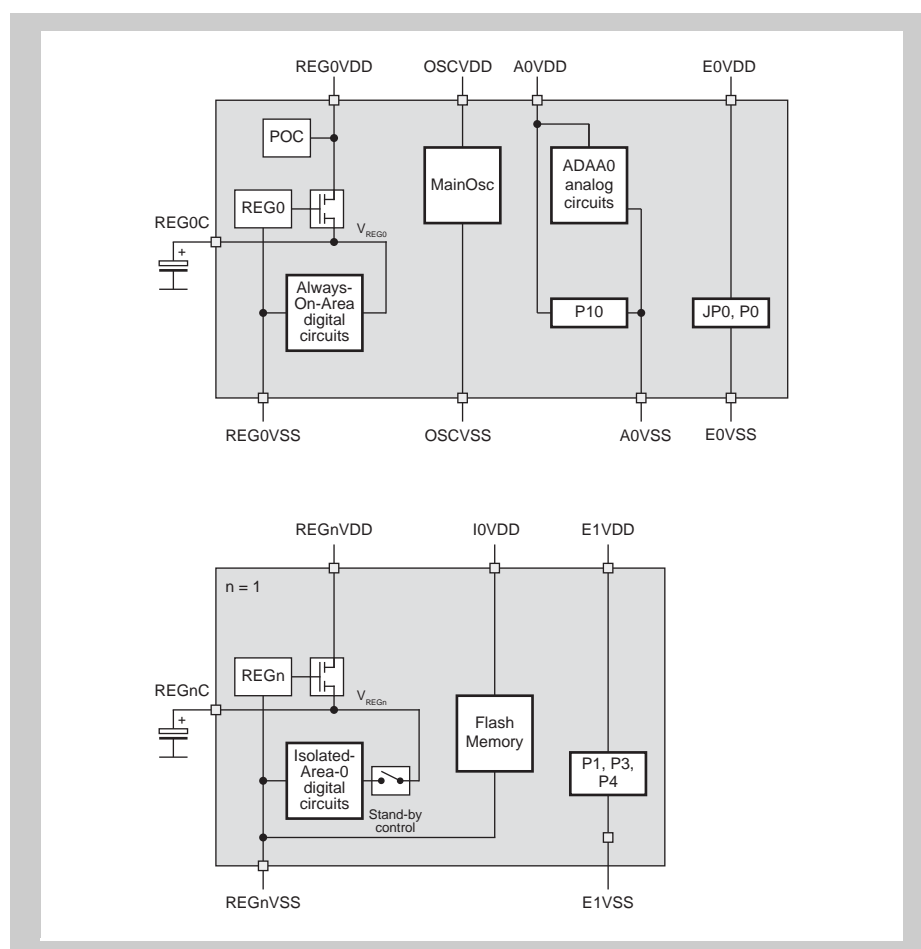 REG0VDD OSCVDD A0VDD E0VDD
POC
MainOsc
ADAA0
analog
circuits
REG0
REG0C
VREG0
+
Always-
On-Area
digital
circuits
P10
JP0, P0
REG0VSS OSCVSS A0VSS E0VSS
REGnVDD I0VDD E1VDD
n = 1
REGn
REGnC
VREGn
+
Flash
Memory
Isolated-
Area-0
digital
circuits
P1, P3,
P4
Stand-by
control
REGnVSS E1VSS